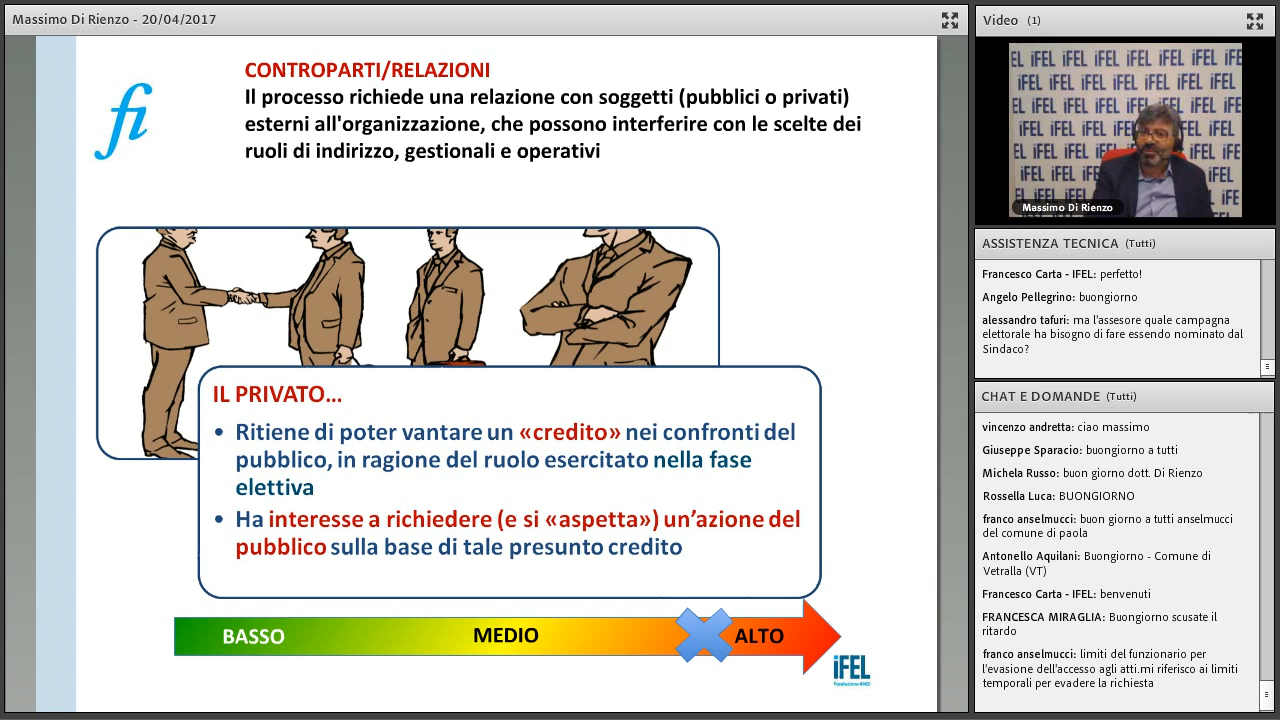 Massimo Di Rienzo - 20/04/2017
fi
CONTROPARTI/RELAZIONI
Il processo richiede una relazione con soggetti (pubblici o privati)
esterni all'organizzazione, che possono interferire con le scelte dei
ruoli di indirizzo, gestionali e operativi
IL PRIVATO...
• Ritiene di poter vantare un «credito» nei confronti del
pubblico, in ragione del ruolo esercitato nella fase
elettiva
• Ha interesse a richiedere (e si «aspetta») un'azione del
pubblico sulla base di tale presunto credito
BASSO MEDIO ALTO
iFEL
Fondazione ANCI
Video (1)
iFEL iFEL iFEL iFEL
Massimo Di Rienzo
ASSISTENZA TECNICA (Tutti)
Francesco Carta - IFEL: perfetto!
Angelo Pellegrino: buongiorno
alessandro tafuri: ma l'assesore quale campagna
elettorale ha bisogno di fare essendo nominato dal
Sindaco?
CHAT E DOMANDE (Tutti)
vincenzo andretta: ciao massimo
Giuseppe Sparacio: buongiorno a tutti
Michela Russo: buon giorno dott. Di Rienzo
Rossella Luca: BUONGIORNO
franco anselmucci: buon giorno a tutti anselmucci
del comune di paola
Antonello Aquilani: Buongiorno - Comune di
Vetralla (VT)
Francesco Carta - IFEL: benvenuti
FRANCESCA MIRAGLIA: Buongiorno scusate il
ritardo
franco anselmucci: limiti del funzionario per
l'evasione dell'accesso agli atti.mi riferisco ai limiti
temporali per evadere la richiesta